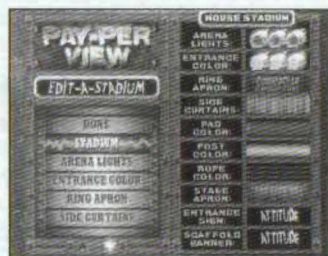 PAY-PER
VIEW
EDIT-A-STADIUM
DONE
STADIUM
ARENA LIGHTS
ENTRANCE COLOR
RING APRON
SIDE CURTAINS
HOUSE STADIUM
ARENA
LIGHTS:
ENTRANCE
COLOR:
RING
APRON:
SIDE
CURTAINS:
PAD
COLOR:
POST
COLOR:
ROPE
COLOR:
STAGE
APRON:
ENTRANCE
SIGN:
ATTITUDE
SCAFFOLD
BANNER:
ATTITUDE